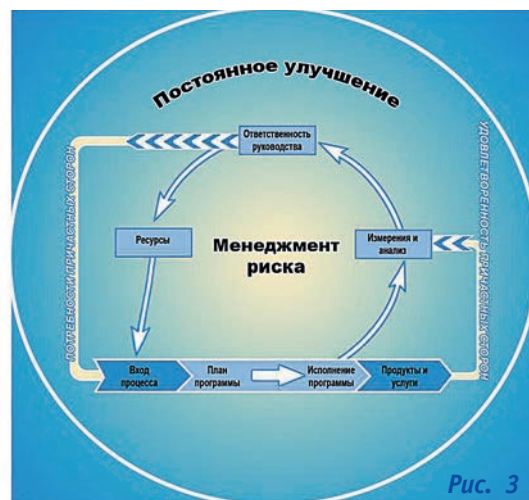 Постоянное улучшение
Ответственность
руководства
ПОТРЕБНОСТИ ПРИЧАСТНЫХ СТОРОН
УДОВЛЕТВОРЕННОСТЬ ПРИЧАСТНЫХ СТОРОН
Ресурсы
Менеджмент
риска
Измерения и
анализ
Вход
процесса
План
программы
Исполнение
программы
Продукты и
услуги
Рис. 3